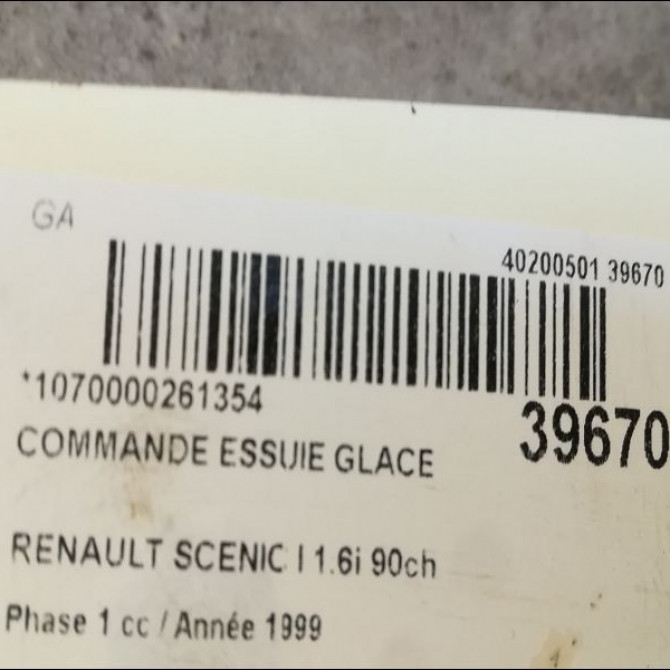 GA
40200501 39670
*1070000261354
39670
COMMANDE ESSUIE GLACE
RENAULT SCENIC I 1.6i 90ch
Phase 1 cc / Année 1999